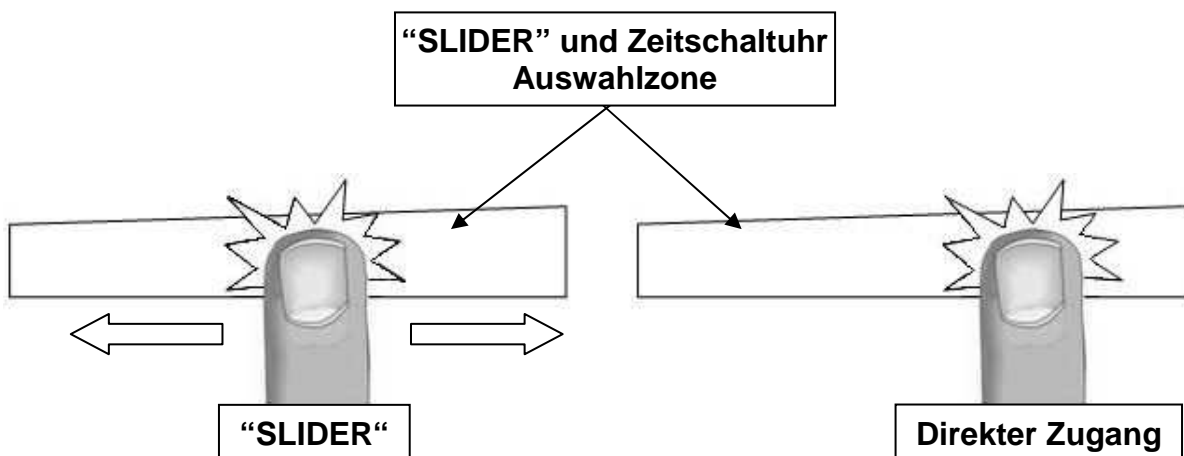 “SLIDER” und Zeitschaltuhr
Auswahlzone
“SLIDER“
Direkter Zugang